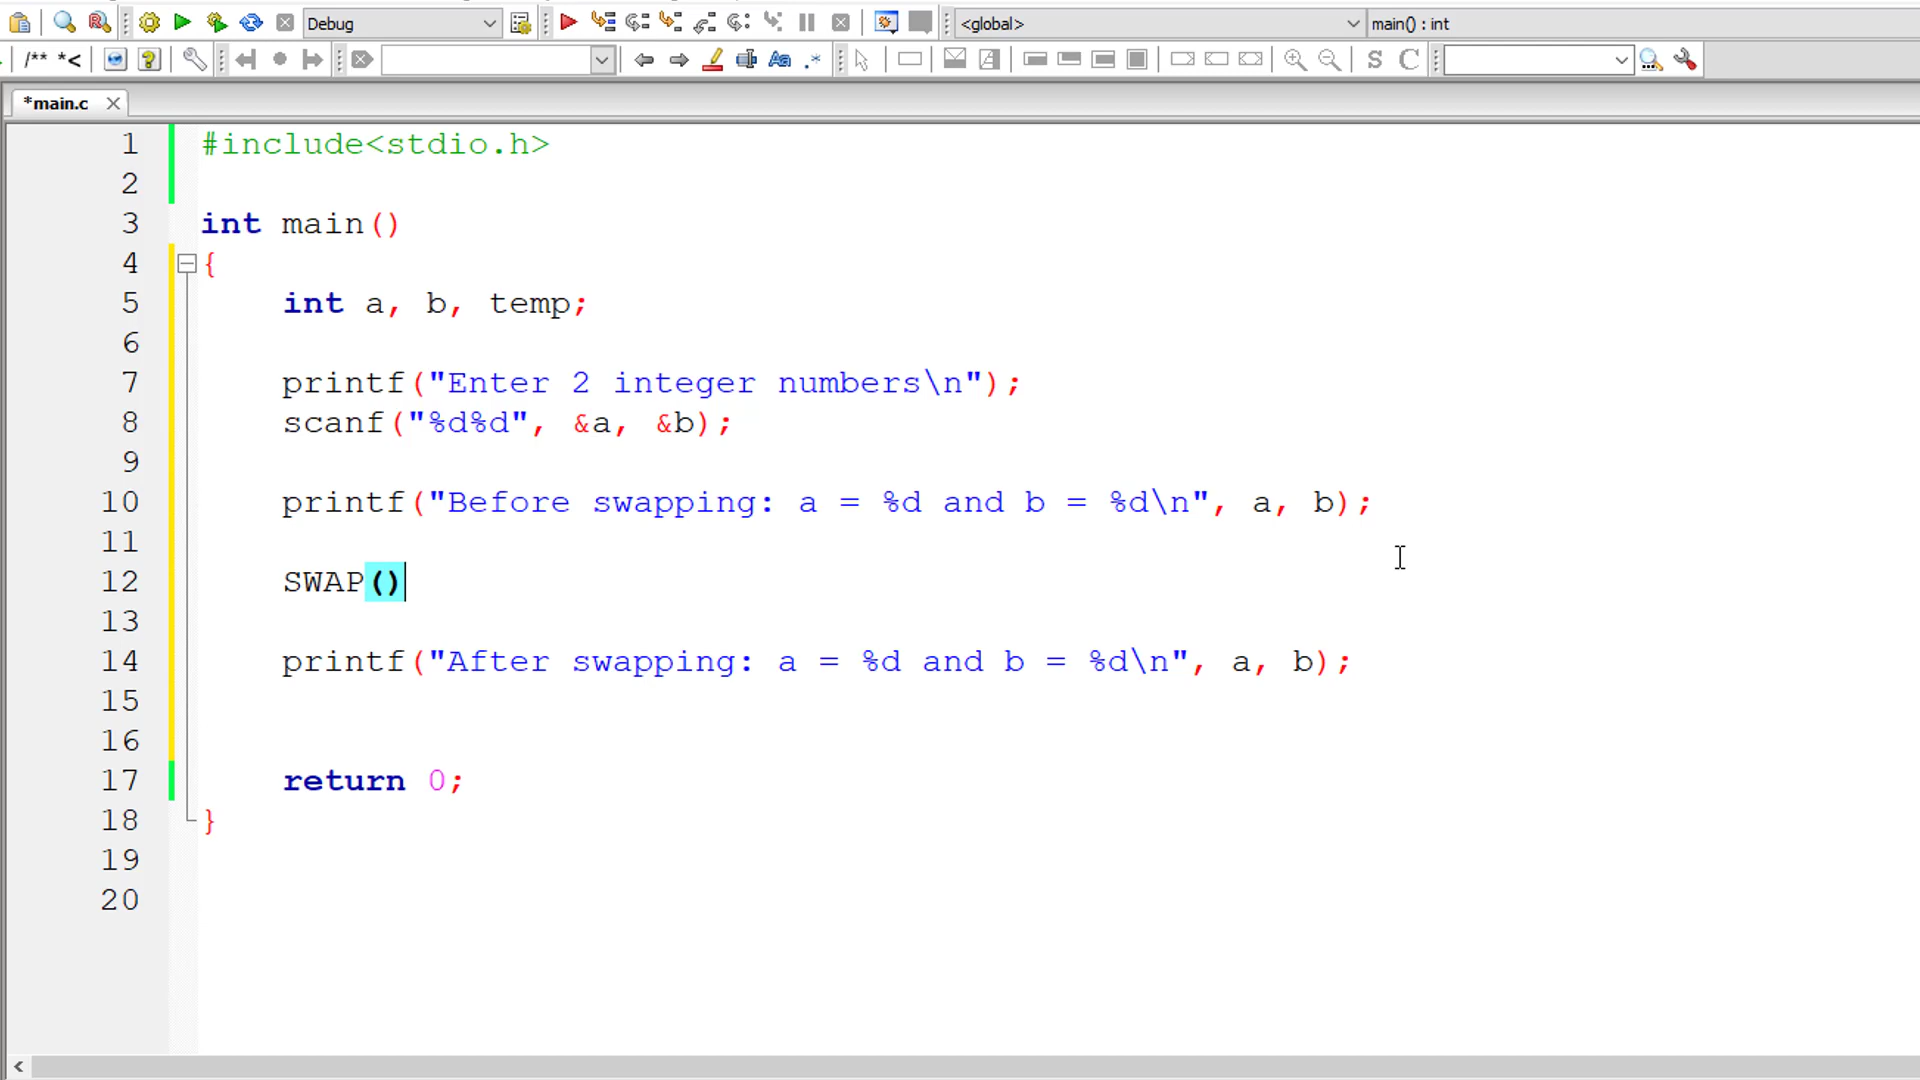 Debug
<global>
main() : int
/** *<
Aa
.*
S
C
*main.c
1 #include<stdio.h>
2
3 int main()
4 {
5 int a, b, temp;
6
7 printf("Enter 2 integer numbers\n");
8 scanf("%d%d", &a, &b);
9
10 printf("Before swapping: a = %d and b = %d\n", a, b);
11
12 SWAP()
13
14 printf("After swapping: a = %d and b = %d\n", a, b);
15
16
17 return 0;
18 }
19
20